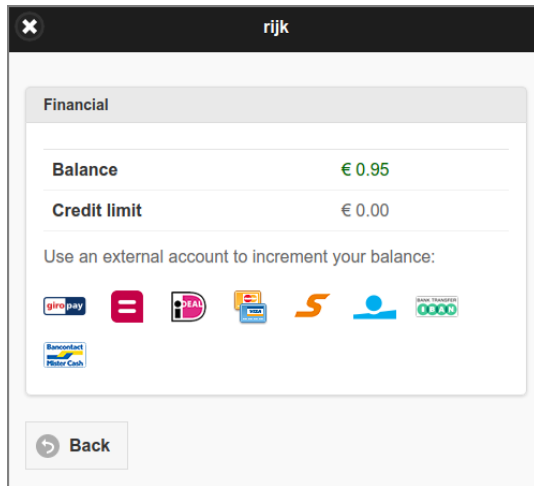 rijk
Financial
Balance € 0.95
Credit limit € 0.00
Use an external account to increment your balance:
giropay
iDEAL
VISA
BANK TRANSFER
IBAN
Bancontact
Mister Cash
Back